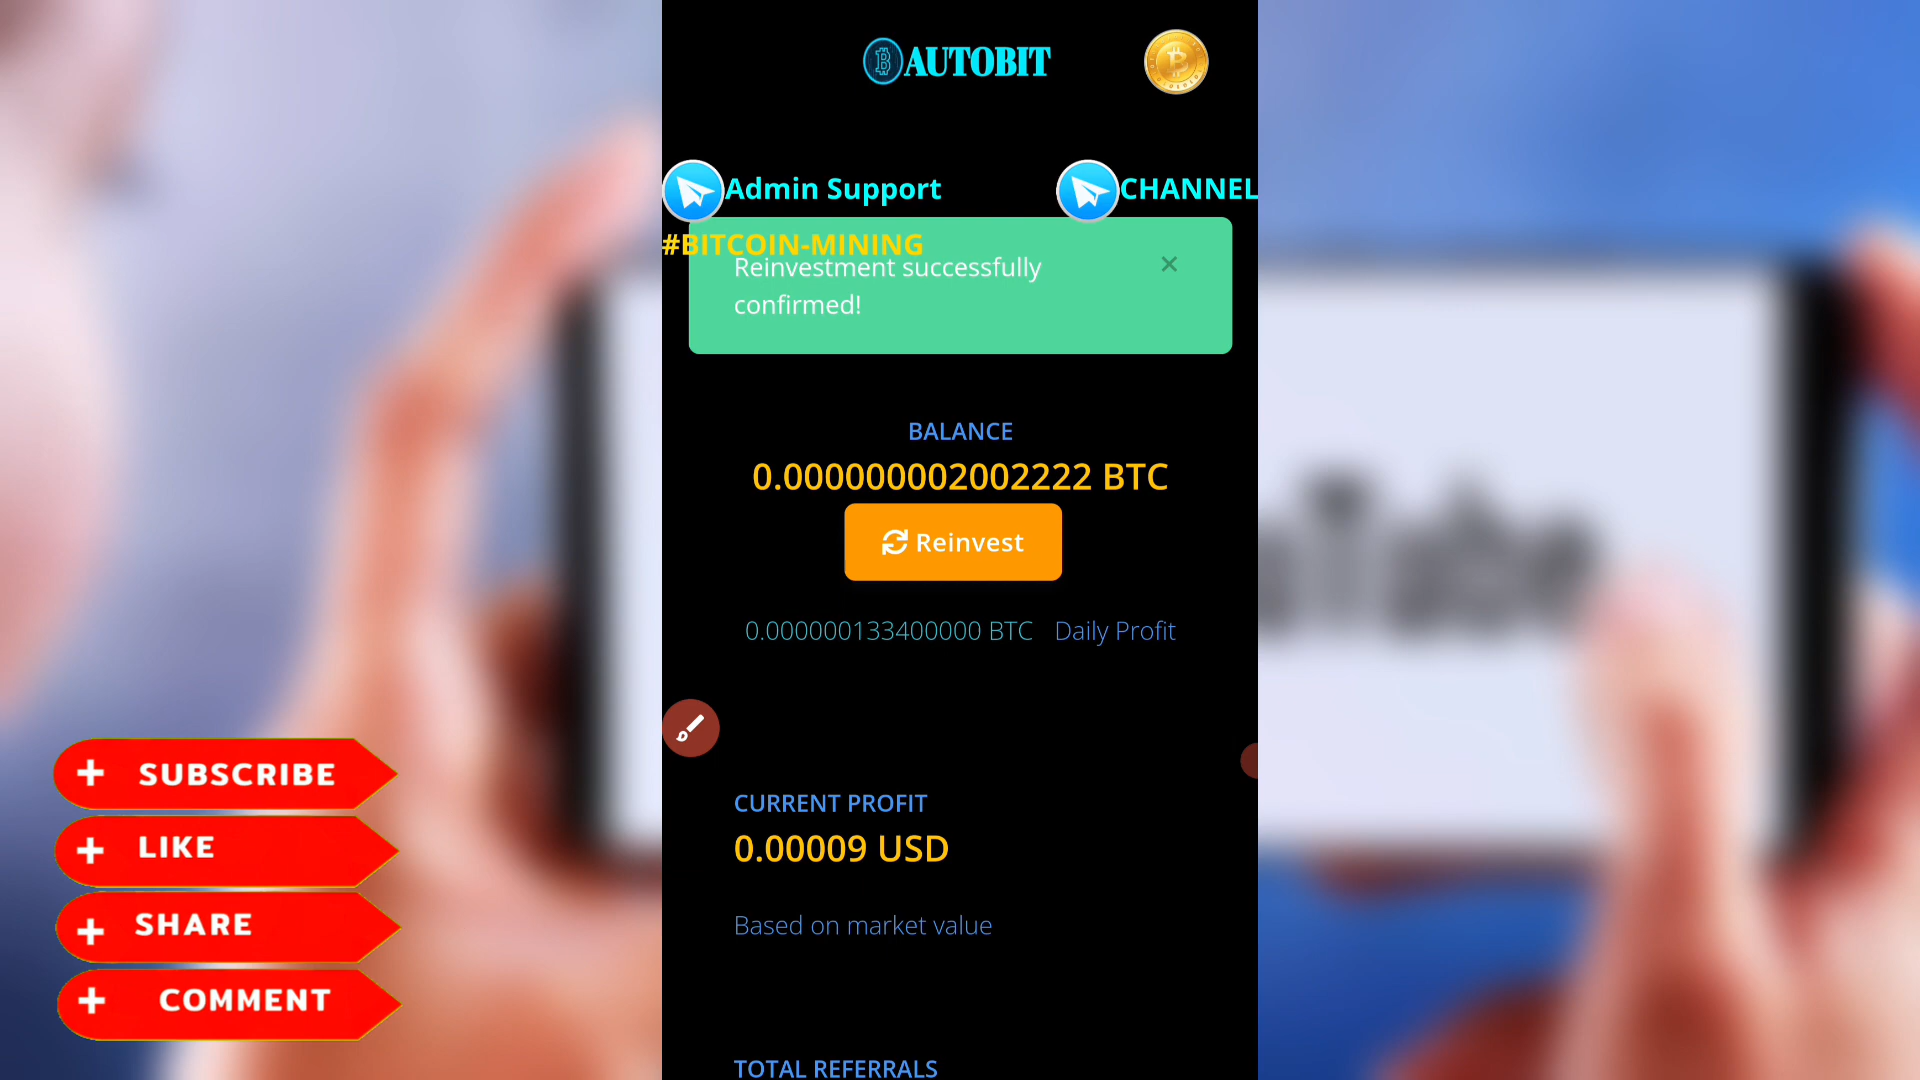 AUTOBIT
Admin Support
CHANNEL
#BITCOIN-MINING
Reinvestment successfully
confirmed!
×
BALANCE
0.000000002002222 BTC
Reinvest
0.000000133400000 BTC Daily Profit
CURRENT PROFIT
0.00009 USD
Based on market value
TOTAL REFERRALS
+ SUBSCRIBE
+ LIKE
+ SHARE
+ COMMENT